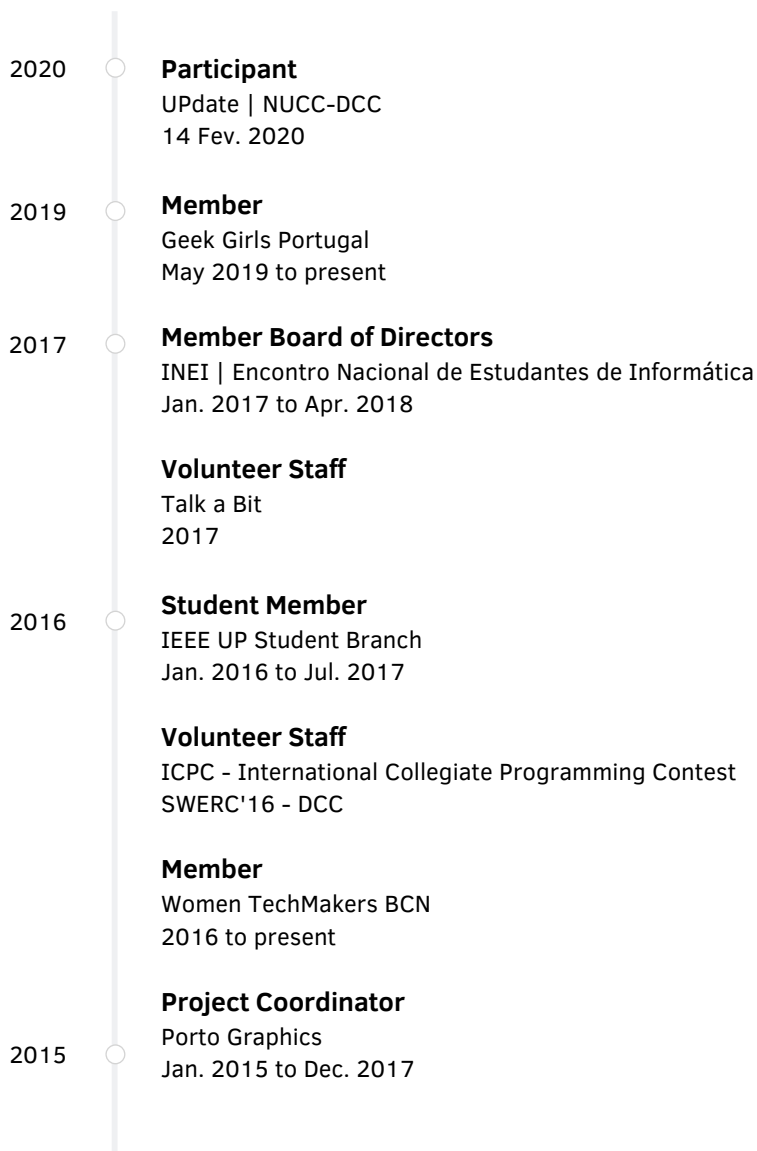 2020
Participant
UPdate | NUCC-DCC
14 Fev. 2020
2019
Member
Geek Girls Portugal
May 2019 to present
2017
Member Board of Directors
INEI | Encontro Nacional de Estudantes de Informática
Jan. 2017 to Apr. 2018
Volunteer Staff
Talk a Bit
2017
2016
Student Member
IEEE UP Student Branch
Jan. 2016 to Jul. 2017
Volunteer Staff
ICPC - International Collegiate Programming Contest
SWERC'16 - DCC
Member
Women TechMakers BCN
2016 to present
2015
Project Coordinator
Porto Graphics
Jan. 2015 to Dec. 2017